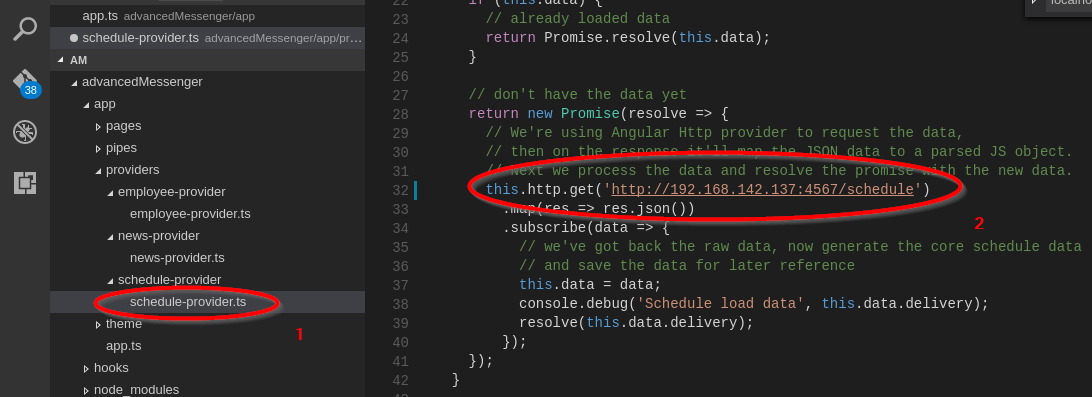 app.ts advancedMessenger/app
schedule-provider.ts advancedMessenger/app/pr...
AM
38
advancedMessenger
app
pages
pipes
providers
employee-provider
employee-provider.ts
news-provider
news-provider.ts
schedule-provider
schedule-provider.ts
1
theme
app.ts
hooks
node_modules
22 if (this.data) {
23 // already loaded data
24 return Promise.resolve(this.data);
25 }
26
27 // don't have the data yet
28 return new Promise(resolve => {
29 // We're using Angular Http provider to request the data,
30 // then on the response it'll map the JSON data to a parsed JS object.
31 // Next we process the data and resolve the promise with the new data.
32 this.http.get('http://192.168.142.137:4567/schedule')
2
33 .map(res => res.json())
34 .subscribe(data => {
35 // we've got back the raw data, now generate the core schedule data
36 // and save the data for later reference
37 this.data = data;
38 console.debug('Schedule load data', this.data.delivery);
39 resolve(this.data.delivery);
40 });
41 });
42 }